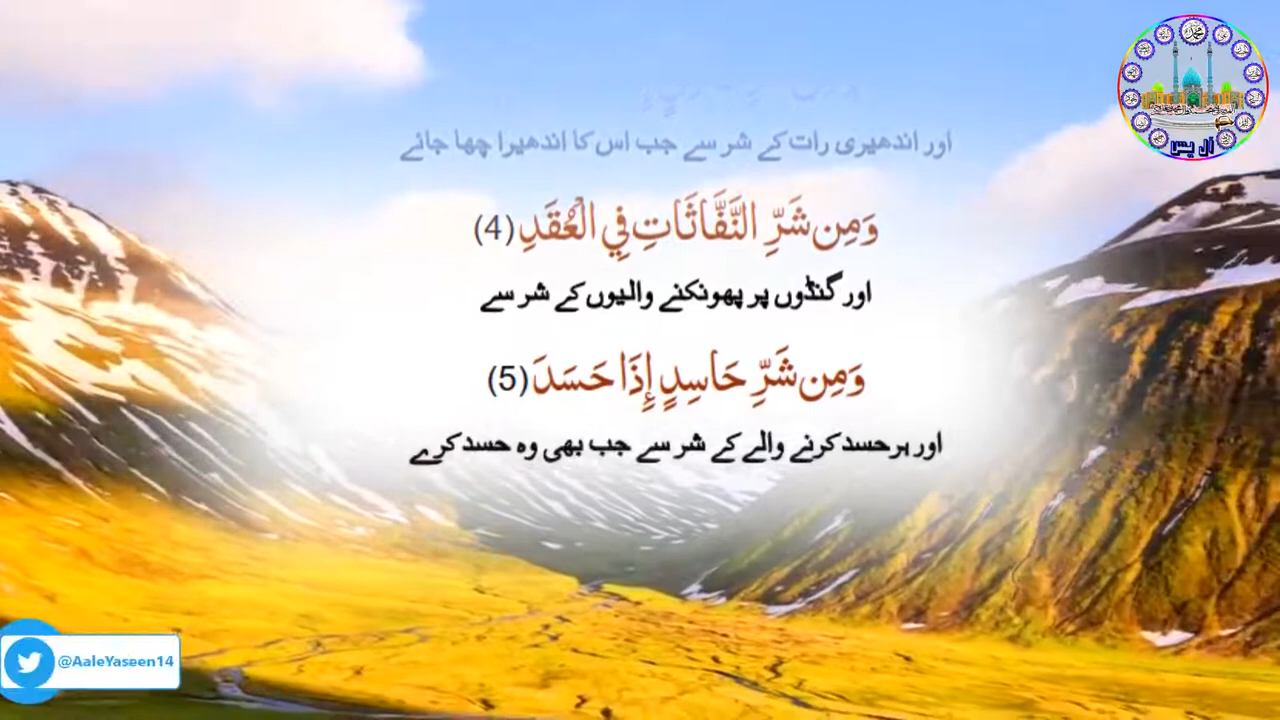 اور اندھیری رات کے شر سے جب اس کا اندھیرا چھا جائے
وَمِن شَرِّ النَّفَّاثَاتِ فِي الْعُقَدِ (4)
اور گنڈوں پر پھونکنے والیوں کے شر سے
وَمِن شَرِّ حَاسِدٍ إِذَا حَسَدَ (5)
اور ہر حسد کرنے والے کے شر سے جب بھی وہ حسد کرے
آل یس
@AaleYaseen14